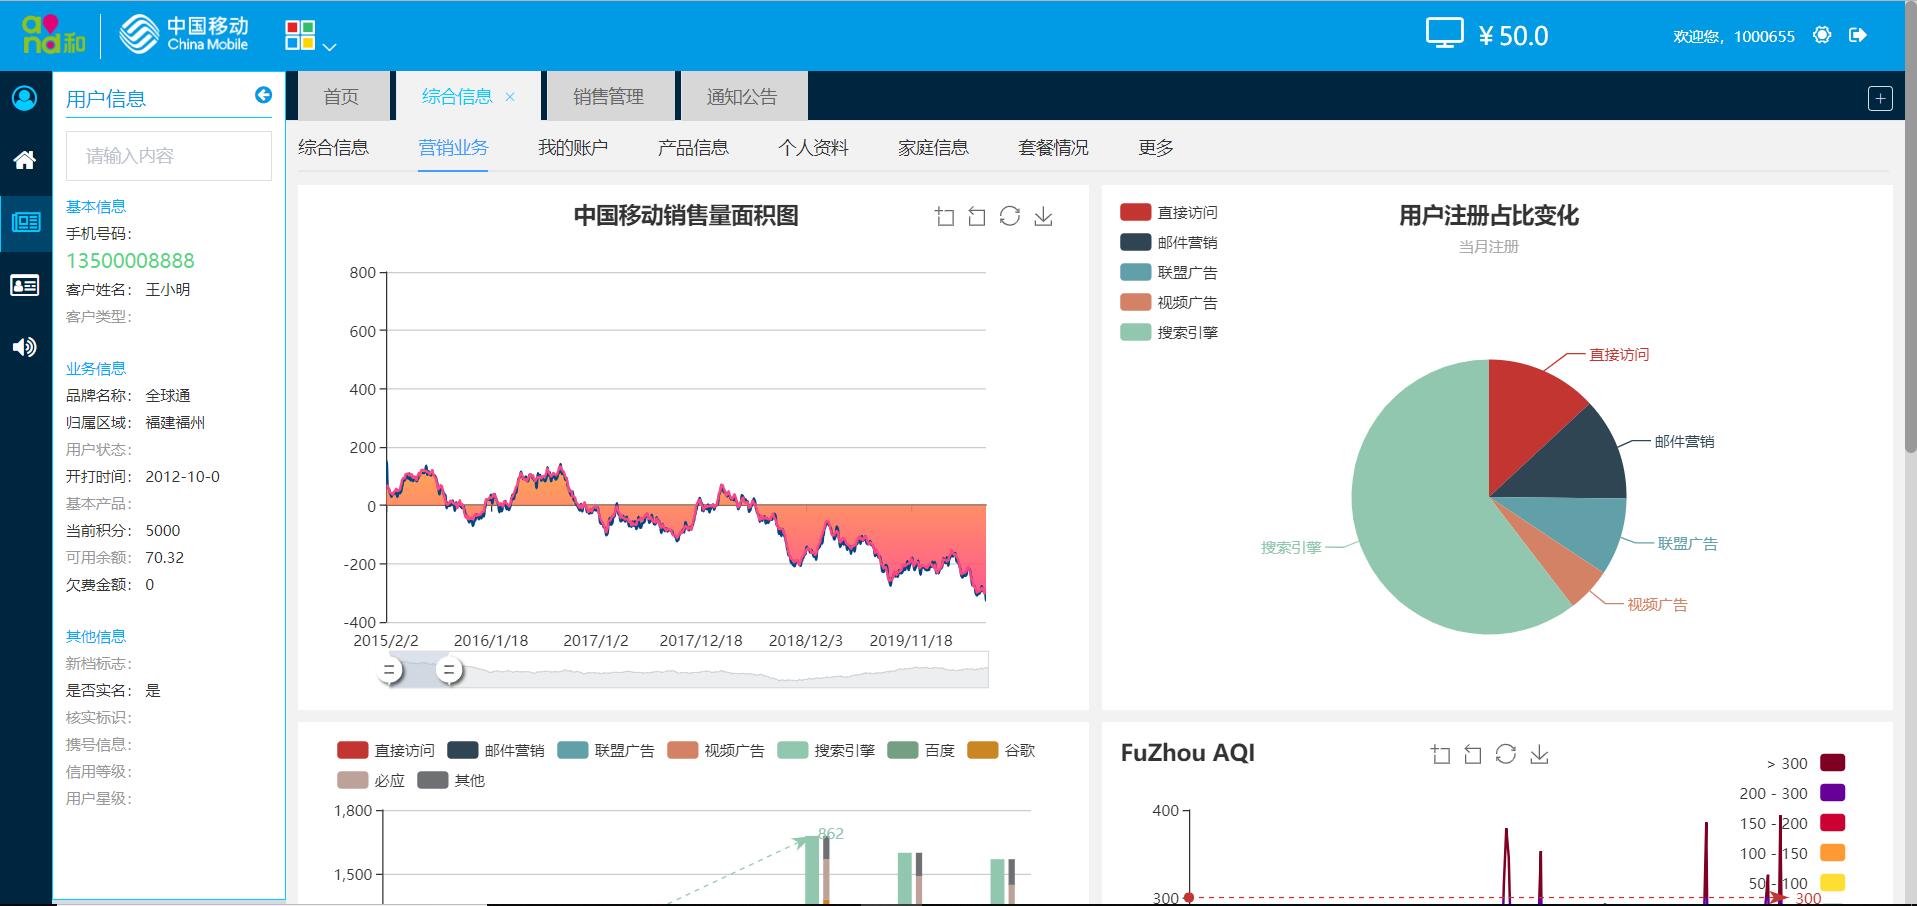 and和
中国移动
China Mobile
¥ 50.0
欢迎您，1000655
用户信息
请输入内容
基本信息
手机号码：
13500008888
客户姓名： 王小明
客户类型：
业务信息
品牌名称： 全球通
归属区域： 福建福州
用户状态：
开打时间： 2012-10-0
基本产品：
当前积分： 5000
可用余额： 70.32
欠费金额： 0
其他信息
新档标志：
是否实名： 是
核实标识：
携号信息：
信用等级：
用户星级：
首页 综合信息 × 销售管理 通知公告
综合信息 营销业务 我的账户 产品信息 个人资料 家庭信息 套餐情况 更多
中国移动销售量面积图
800
600
400
200
0
-200
-400
2015/2/2 2016/1/18 2017/1/2 2017/12/18 2018/12/3 2019/11/18
直接访问
邮件营销
联盟广告
视频广告
搜索引擎
用户注册占比变化
当月注册
直接访问
邮件营销
联盟广告
视频广告
搜索引擎
直接访问 邮件营销 联盟广告 视频广告 搜索引擎 百度 谷歌
必应 其他
1,800
1,500
862
FuZhou AQI
400
300
> 300
200 - 300
150 - 200
100 - 150
50 - 100
300